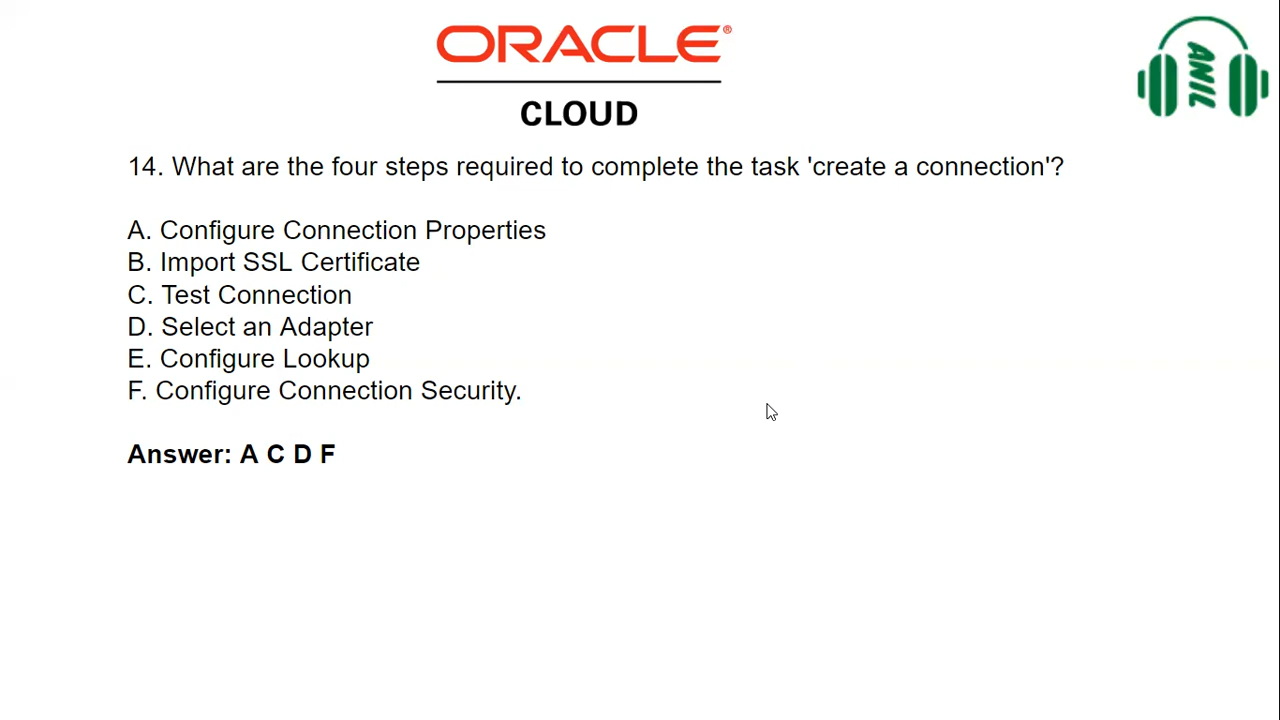 ORACLE®
CLOUD
ANIL
14. What are the four steps required to complete the task 'create a connection'?
A. Configure Connection Properties
B. Import SSL Certificate
C. Test Connection
D. Select an Adapter
E. Configure Lookup
F. Configure Connection Security.
Answer: A C D F